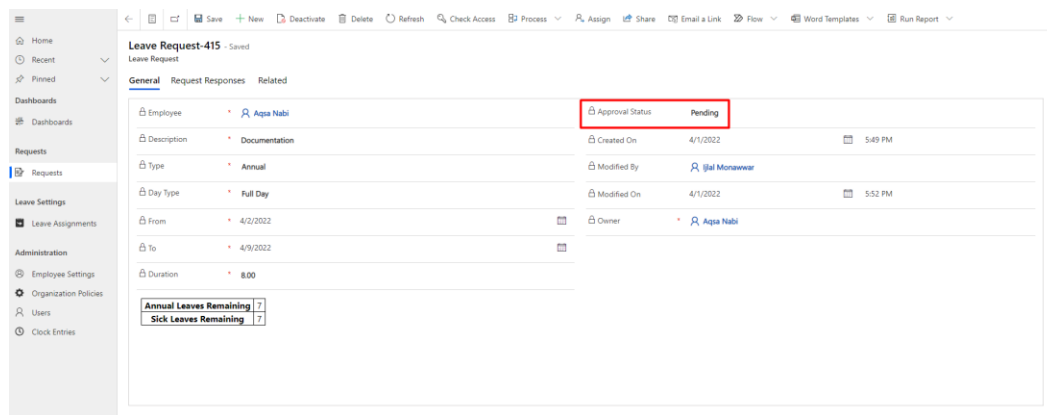 Save New Deactivate Delete Refresh Check Access Process Assign Share Email a Link Flow Word Templates Run Report
Home
Recent
Pinned
Dashboards
Dashboards
Requests
Requests
Leave Settings
Leave Assignments
Administration
Employee Settings
Organization Policies
Users
Clock Entries
Leave Request-415 - Saved
Leave Request
General Request Responses Related
Employee * Aqsa Nabi
Description * Documentation
Type * Annual
Day Type * Full Day
From * 4/2/2022
To * 4/9/2022
Duration * 8.00
Annual Leaves Remaining 7
Sick Leaves Remaining 7
Approval Status Pending
Created On 4/1/2022 5:49 PM
Modified By Ijlal Monawwar
Modified On 4/1/2022 5:52 PM
Owner * Aqsa Nabi